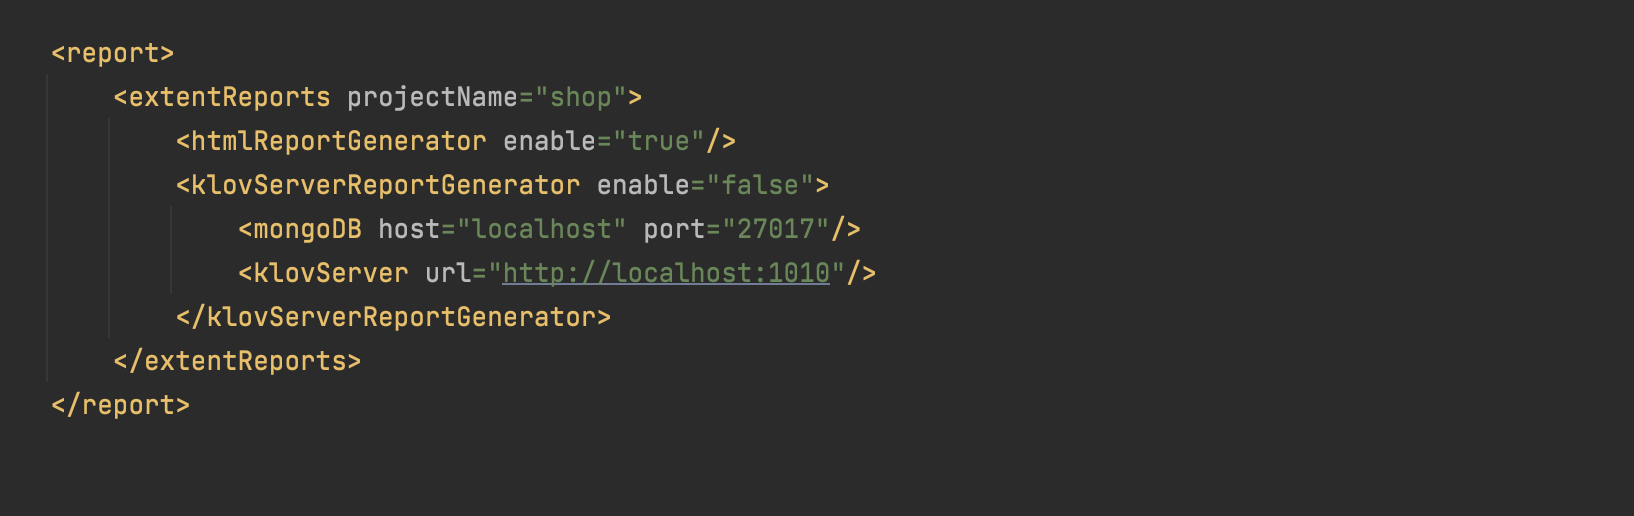 <report>
    <extentReports projectName="shop">
        <htmlReportGenerator enable="true"/>
        <klovServerReportGenerator enable="false">
            <mongoDB host="localhost" port="27017"/>
            <klovServer url="http://localhost:1010"/>
        </klovServerReportGenerator>
    </extentReports>
</report>